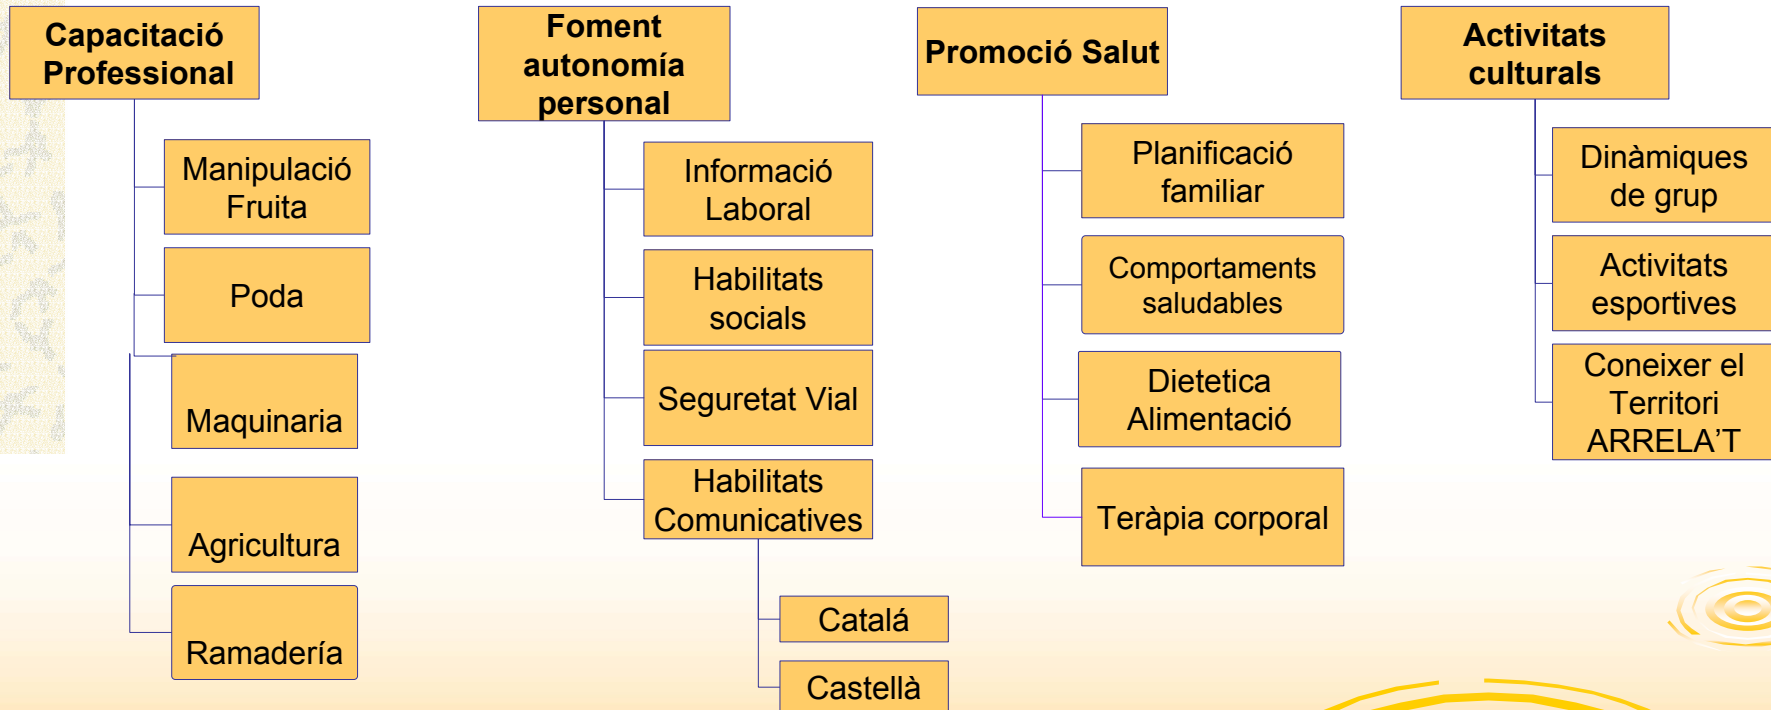 Capacitació
Professional
Manipulació
Fruita
Poda
Maquinaria
Agricultura
Ramadería
Foment
autonomía
personal
Informació
Laboral
Habilitats
socials
Seguretat Vial
Habilitats
Comunicatives
Catalá
Castellà
Promoció Salut
Planificació
familiar
Comportaments
saludables
Dietetica
Alimentació
Teràpia corporal
Activitats
culturals
Dinàmiques
de grup
Activitats
esportives
Coneixer el
Territori
ARRELA’T